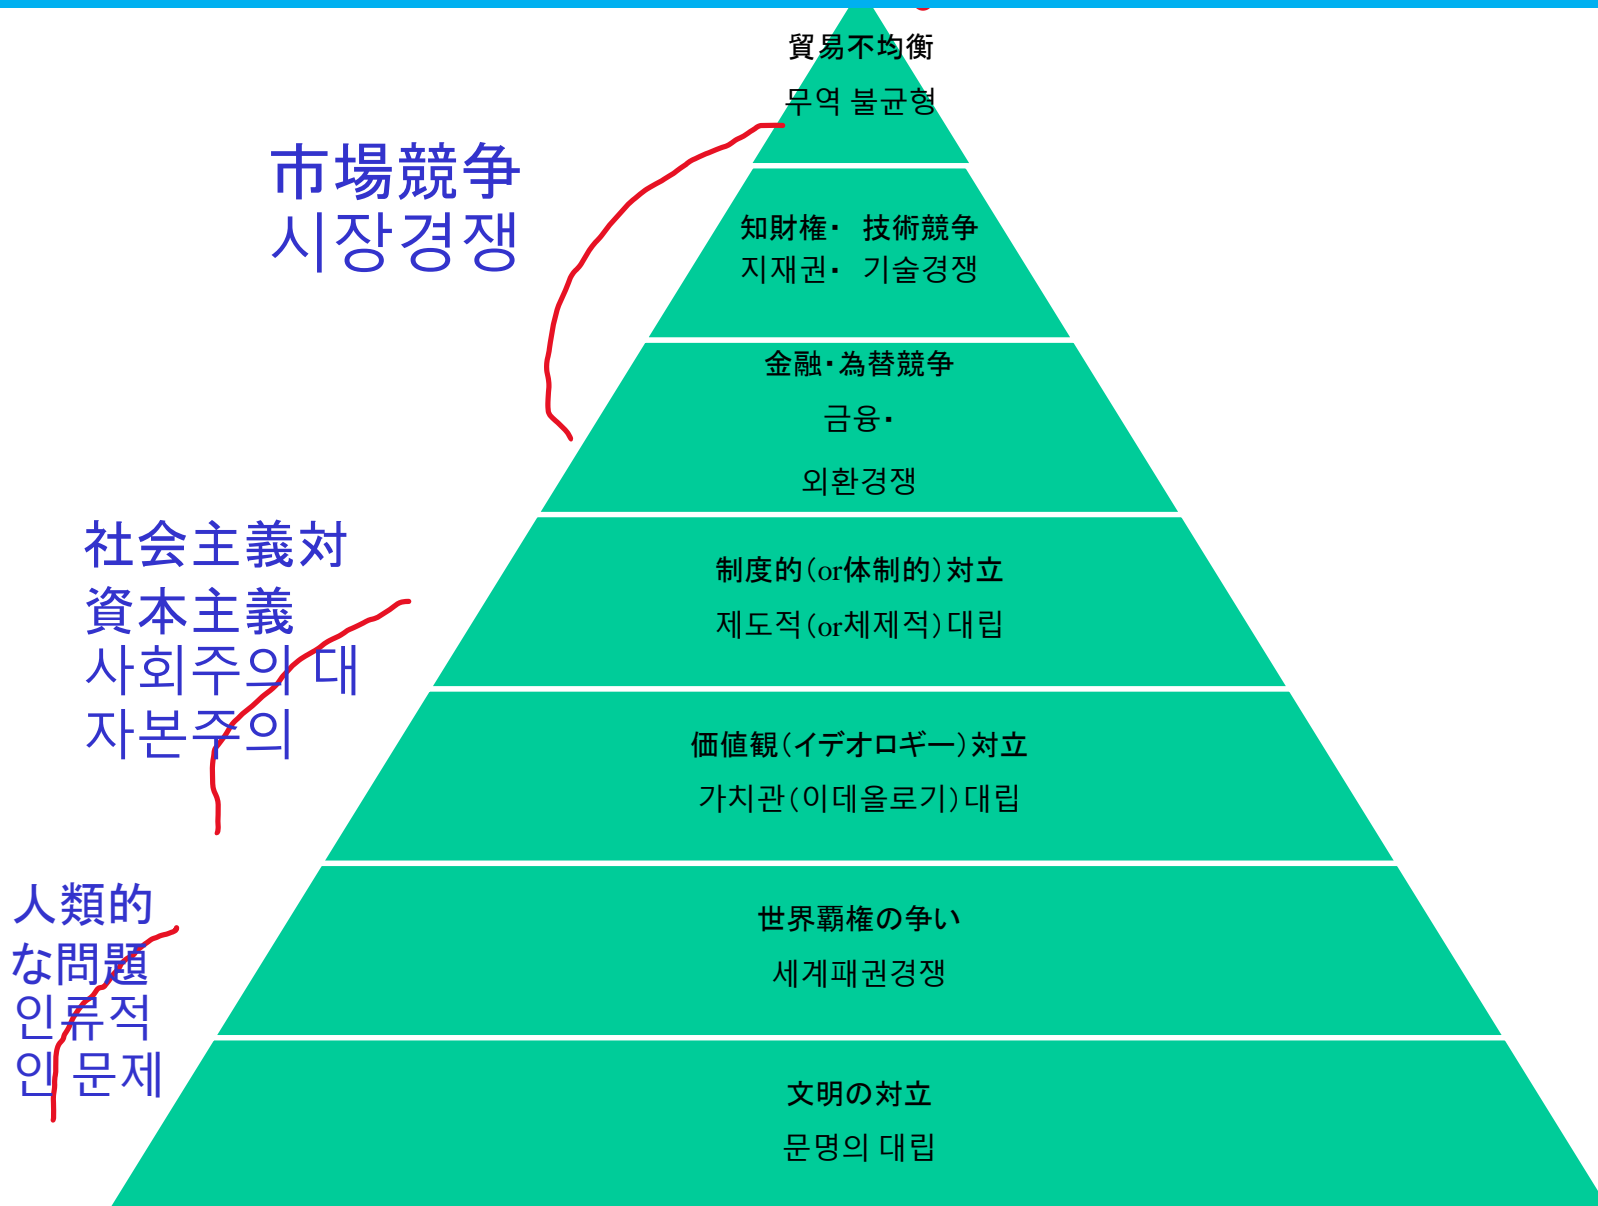 貿易不均衡
무역 불균형
市場競争
시장경쟁
知財権・ 技術競争
지재권・ 기술경쟁
金融・為替競争
금융・
외환경쟁
社会主義対
資本主義
사회주의 대
자본주의
制度的(or体制的)対立
제도적(or체제적)대립
価値観(イデオロギー)対立
가치관(이데올로기)대립
人類的
な問題
인류적
인 문제
世界覇権の争い
세계패권경쟁
文明の対立
문명의 대립